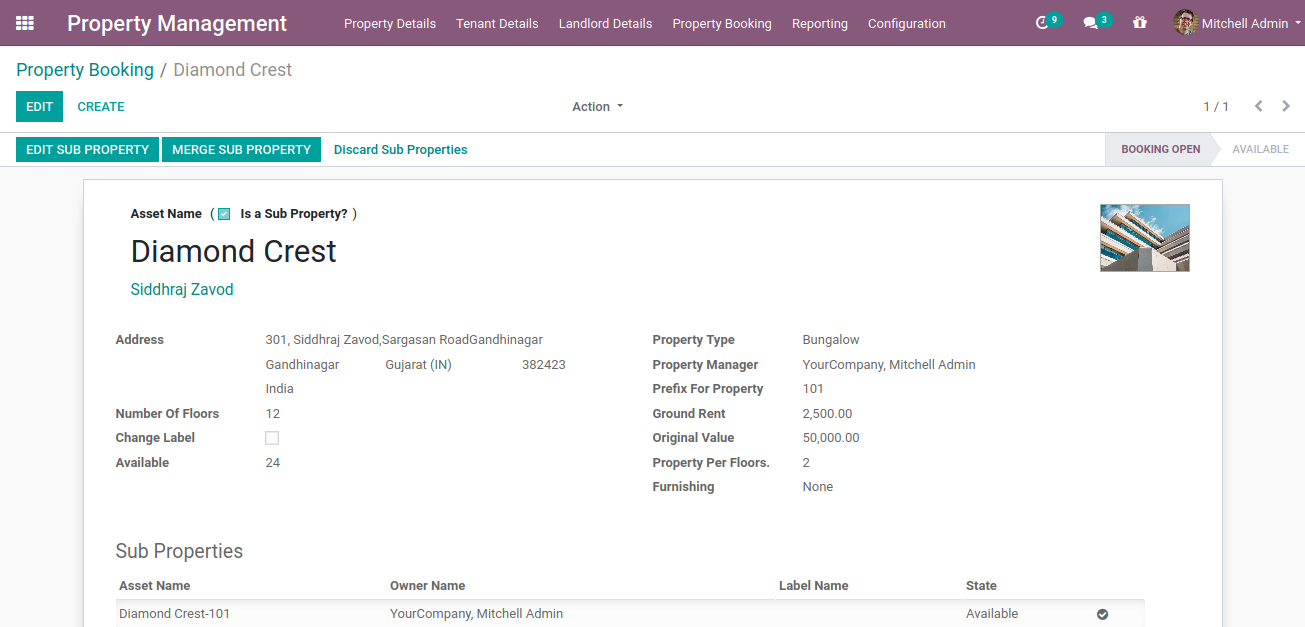 Property Management Property Details Tenant Details Landlord Details Property Booking Reporting Configuration 9 3 Mitchell Admin
Property Booking / Diamond Crest
EDIT CREATE Action 1 / 1
EDIT SUB PROPERTY MERGE SUB PROPERTY Discard Sub Properties BOOKING OPEN AVAILABLE
Asset Name ( Is a Sub Property? )
Diamond Crest
Siddhraj Zavod
Address 301, Siddhraj Zavod,Sargasan RoadGandhinagar Property Type Bungalow
Gandhinagar Gujarat (IN) 382423 Property Manager YourCompany, Mitchell Admin
India Prefix For Property 101
Number Of Floors 12 Ground Rent 2,500.00
Change Label Original Value 50,000.00
Available 24 Property Per Floors. 2
Furnishing None
Sub Properties
Asset Name Owner Name Label Name State
Diamond Crest-101 YourCompany, Mitchell Admin Available